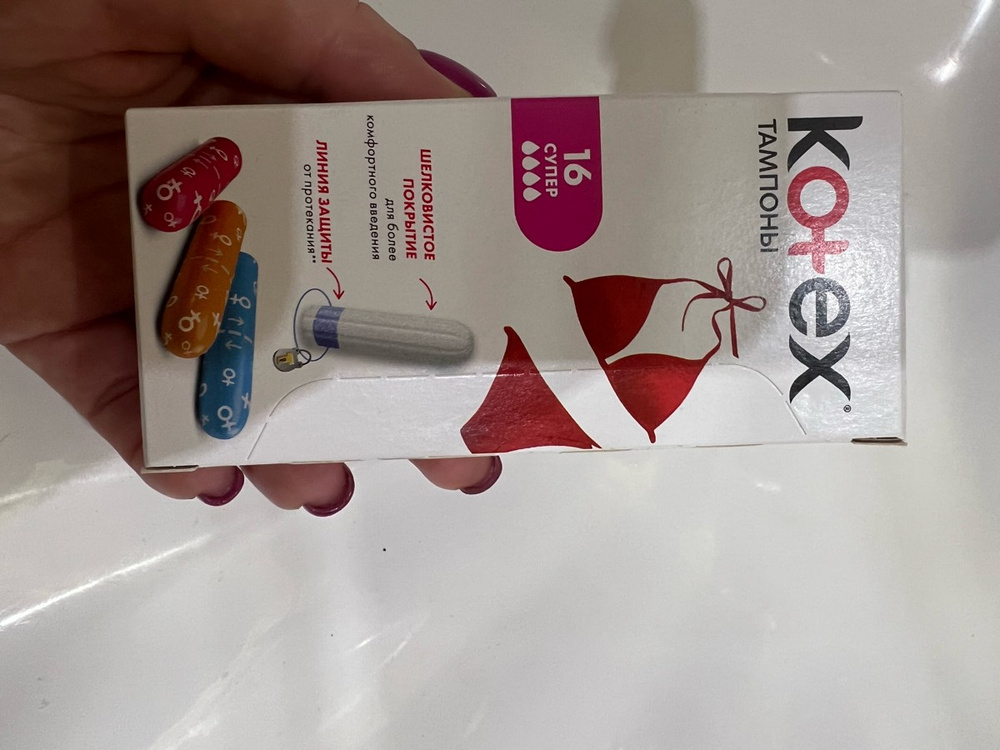 kotex®
ТАМПОНЫ
16
СУПЕР
ШЕЛКОВИСТОЕ
ПОКРЫТИЕ
для более
комфортного введения
ЛИНИЯ ЗАЩИТЫ
от протекания**